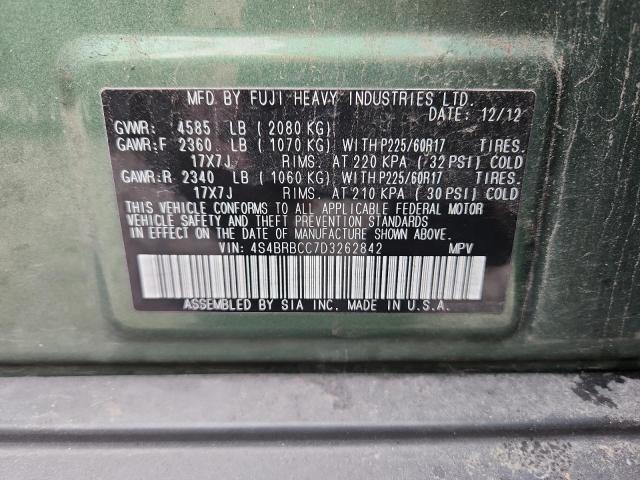 MFD BY FUJI HEAVY INDUSTRIES LTD.
DATE: 12/12
GVWR: 4585 LB (2080 KG)
GAWR:F 2360 LB (1070 KG) WITH P225/60R17 TIRES.
17X7J RIMS. AT 220 KPA (32 PSI) COLD
GAWR:R 2340 LB (1060 KG) WITH P225/60R17 TIRES.
17X7J RIMS. AT 210 KPA (30 PSI) COLD
THIS VEHICLE CONFORMS TO ALL APPLICABLE FEDERAL MOTOR
VEHICLE SAFETY AND THEFT PREVENTION STANDARDS
IN EFFECT ON THE DATE OF MANUFACTURE SHOWN ABOVE.
VIN: 4S4BRBCC7D3262842 MPV
ASSEMBLED BY SIA INC. MADE IN U.S.A.